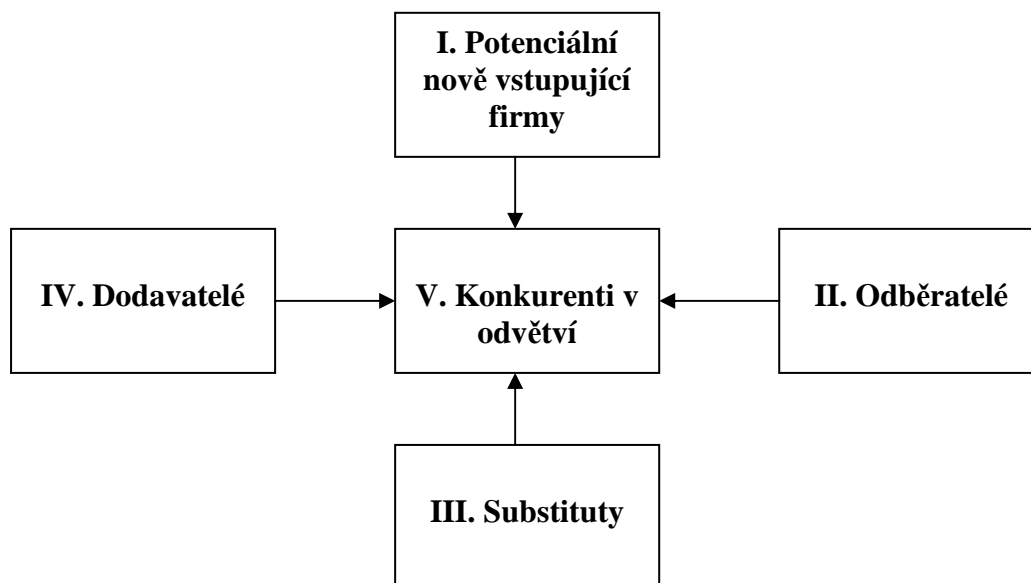 I. Potenciální
nově vstupující
firmy
IV. Dodavatelé
V. Konkurenti v
odvětví
II. Odběratelé
III. Substituty